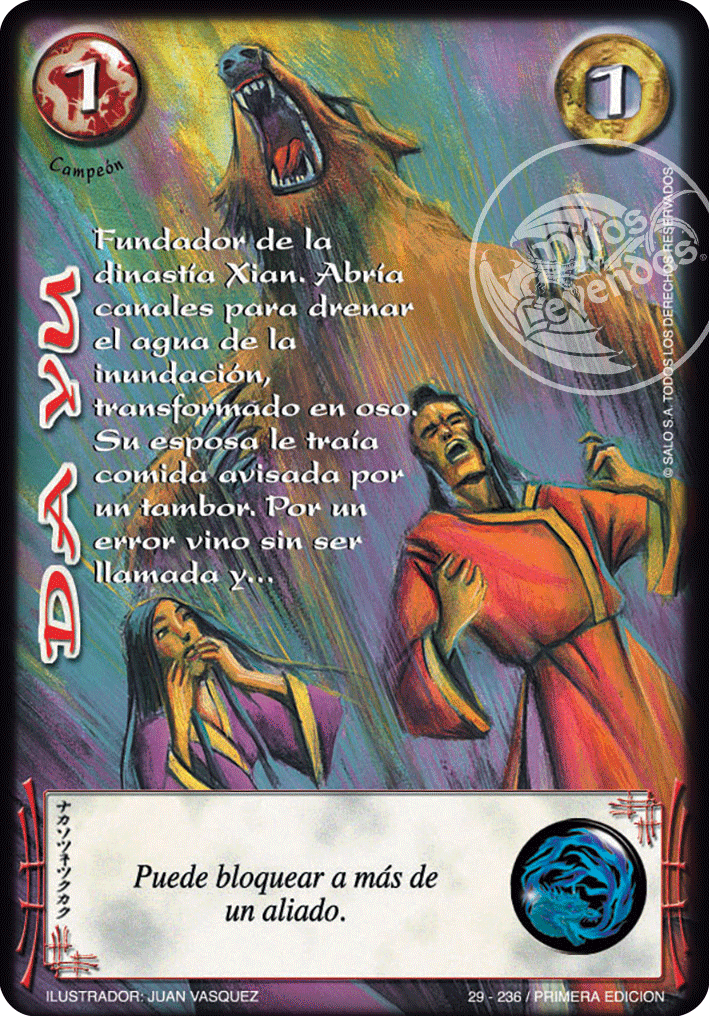 1
1
Campeón
Mitos
Leyendas®
DA YU
Fundador de la
dinastía Xian. Abría
canales para drenar
el agua de la
inundación,
transformado en oso.
Su esposa le traía
comida avisada por
un tambor. Por un
error vino sin ser
llamada y...
© SALO S.A. TODOS LOS DERECHOS RESERVADOS
ナカソツネツクカク
Puede bloquear a más de
un aliado.
ILUSTRADOR: JUAN VASQUEZ
29 - 236 / PRIMERA EDICION